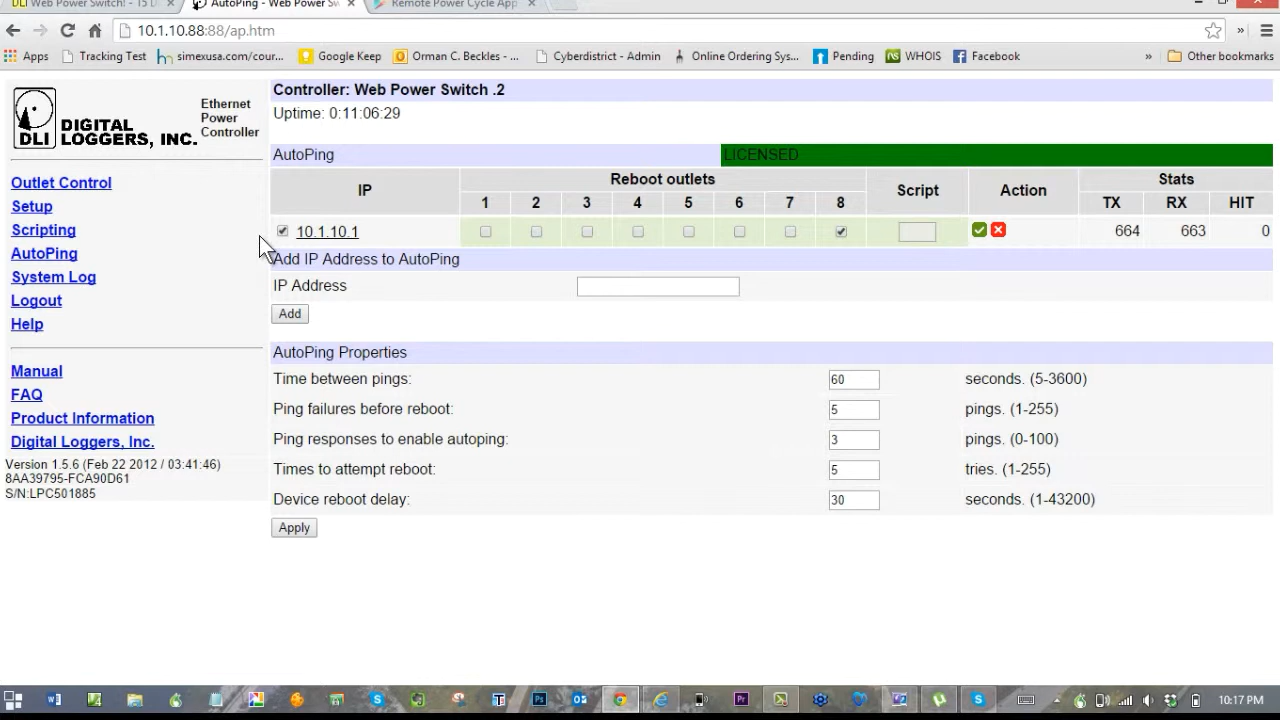 DLI Web Power Switch! - 15 D
AutoPing - Web Power Sw
Remote Power Cycle App
10.1.10.88:88/ap.htm
Apps
Tracking Test
simexusa.com/cour...
Google Keep
Orman C. Beckles - ...
Cyberdistrict - Admin
Online Ordering Sy...
Pending
WHOIS
Facebook
»
Other bookmarks
DLI
DIGITAL
LOGGERS, INC.
Ethernet
Power
Controller
Outlet Control
Setup
Scripting
AutoPing
System Log
Logout
Help
Manual
FAQ
Product Information
Digital Loggers, Inc.
Version 1.5.6 (Feb 22 2012 / 03:41:46)
8AA39795-FCA90D61
S/N:LPC501885
Controller: Web Power Switch .2
Uptime: 0:11:06:29
AutoPing LICENSED
IP Reboot outlets Script Action Stats
1 2 3 4 5 6 7 8 TX RX HIT
10.1.10.1 664 663 0
Add IP Address to AutoPing
IP Address
Add
AutoPing Properties
Time between pings: 60 seconds. (5-3600)
Ping failures before reboot: 5 pings. (1-255)
Ping responses to enable autoping: 3 pings. (0-100)
Times to attempt reboot: 5 tries. (1-255)
Device reboot delay: 30 seconds. (1-43200)
Apply
10:17 PM